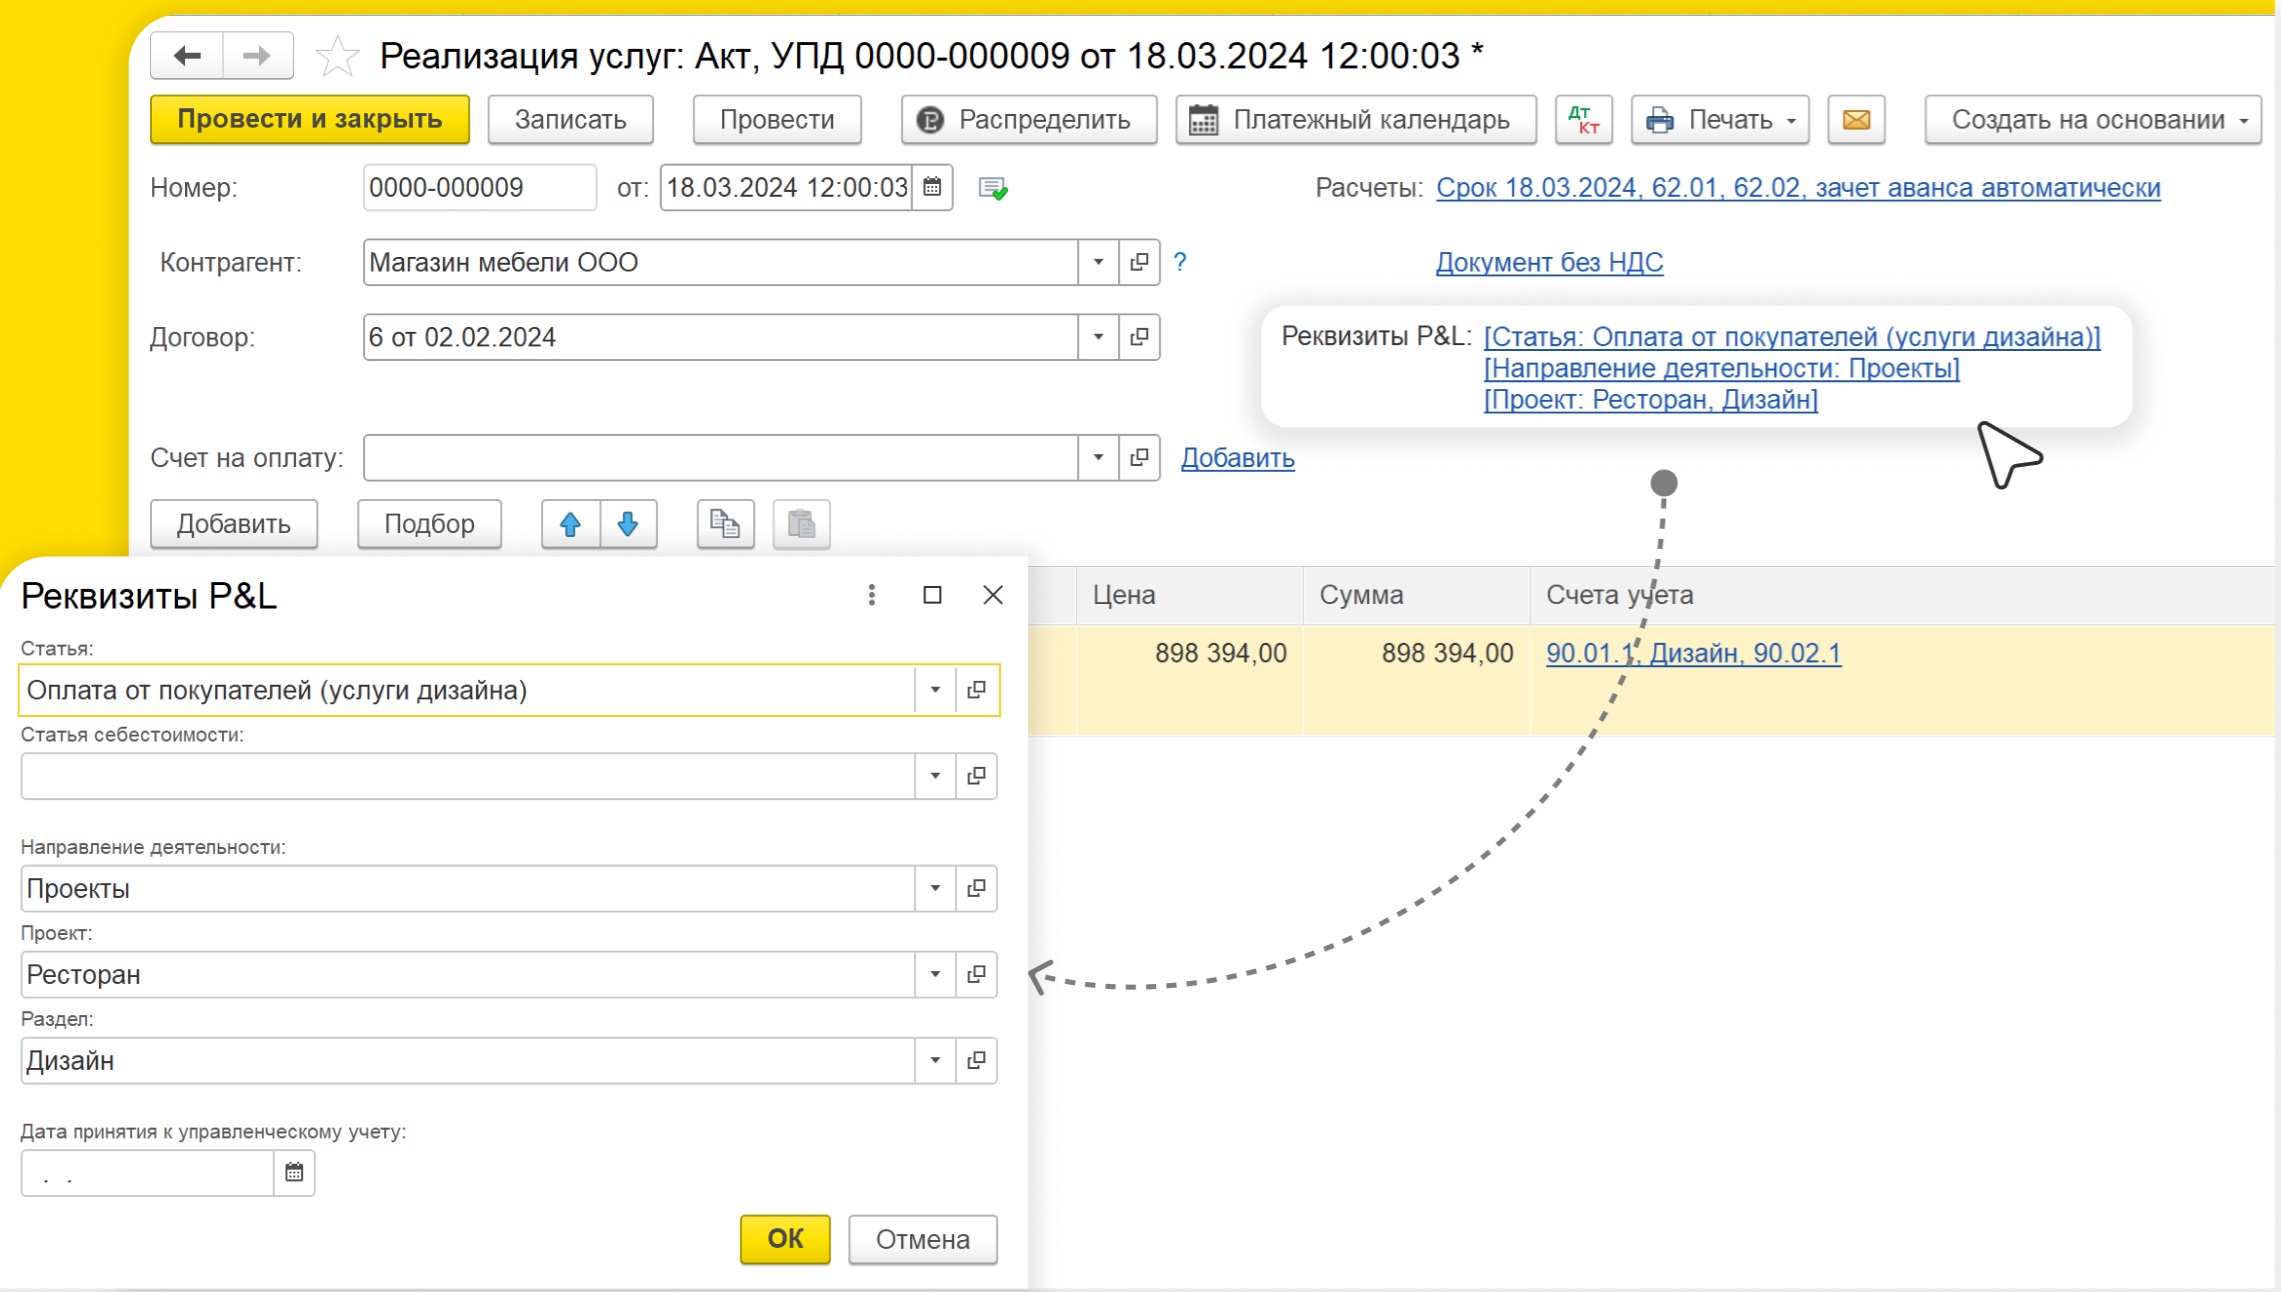 Реализация услуг: Акт, УПД 0000-000009 от 18.03.2024 12:00:03 *
Провести и закрыть Записать Провести Распределить Платежный календарь Дт Кт Печать Создать на основании
Номер: 0000-000009 от: 18.03.2024 12:00:03 Расчеты: Срок 18.03.2024, 62.01, 62.02, зачет аванса автоматически
Контрагент: Магазин мебели ООО ? Документ без НДС
Договор: 6 от 02.02.2024
Реквизиты P&L: [Статья: Оплата от покупателей (услуги дизайна)]
[Направление деятельности: Проекты]
[Проект: Ресторан, Дизайн]
Счет на оплату: Добавить
Добавить Подбор
Цена Сумма Счета учета
898 394,00 898 394,00 90.01.1, Дизайн, 90.02.1
Реквизиты P&L
Статья:
Оплата от покупателей (услуги дизайна)
Статья себестоимости:
Направление деятельности:
Проекты
Проект:
Ресторан
Раздел:
Дизайн
Дата принятия к управленческому учету:
. .
ОК Отмена